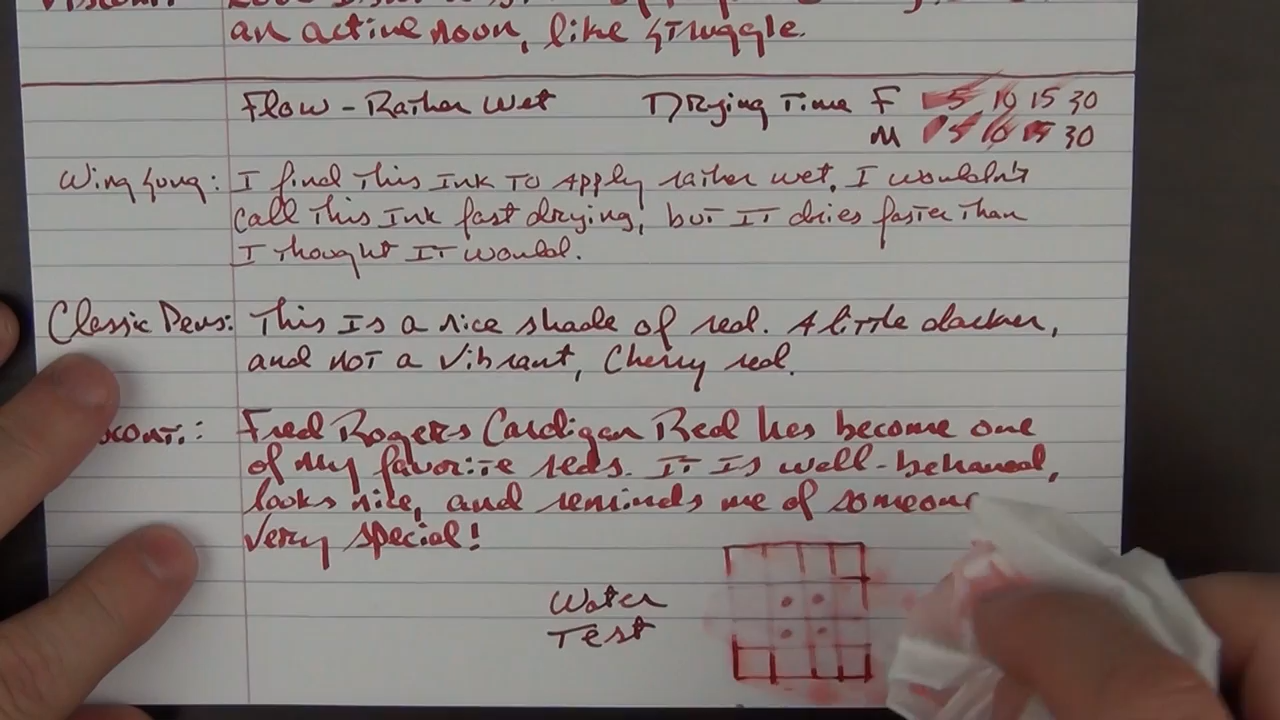 an active noun, like struggle.
Flow - Rather Wet Drying Time F 5 10 15 30
M 5 10 15 30
Wing Sung: I find This Ink To Apply rather wet. I wouldn't
call This Ink fast drying, but IT dries faster Than
I thought IT would.
Classic Pens: This Is a nice shade of red. A little darker,
and not a vibrant, Cherry red.
Fred Rogers Cardigan Red has become one
of my favorite reds. It Is well-behaved,
looks nice, and reminds me of someone
very special!
Water
Test